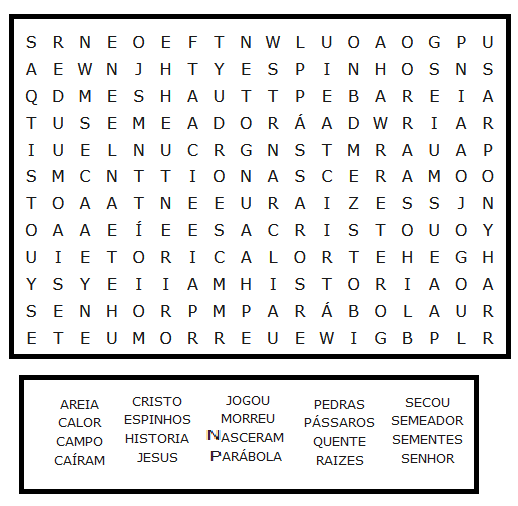 S R N E O E F T N W L U O A O G P U
A E W N J H T Y E S P I N H O S N S
Q D M E S H A U T T P E B A R E I A
T U S E M E A D O R Á A D W R I A R
I U E L N U C R G N S T M R A U A P
S M C N T T I O N A S C E R A M O O
T O A A T N E E U R A I Z E S S J N
O A A E Í E E S A C R I S T O U O Y
U I E T O R I C A L O R T E H E G H
Y S Y E I I A M H I S T O R I A O A
S E N H O R P M P A R Á B O L A U R
E T E U M O R R E U E W I G B P L R
AREIA CRISTO JOGOU PEDRAS SECOU
CALOR ESPINHOS MORREU PÁSSAROS SEMEADOR
CAMPO HISTORIA NASCERAM QUENTE SEMENTES
CAÍRAM JESUS PARÁBOLA RAIZES SENHOR